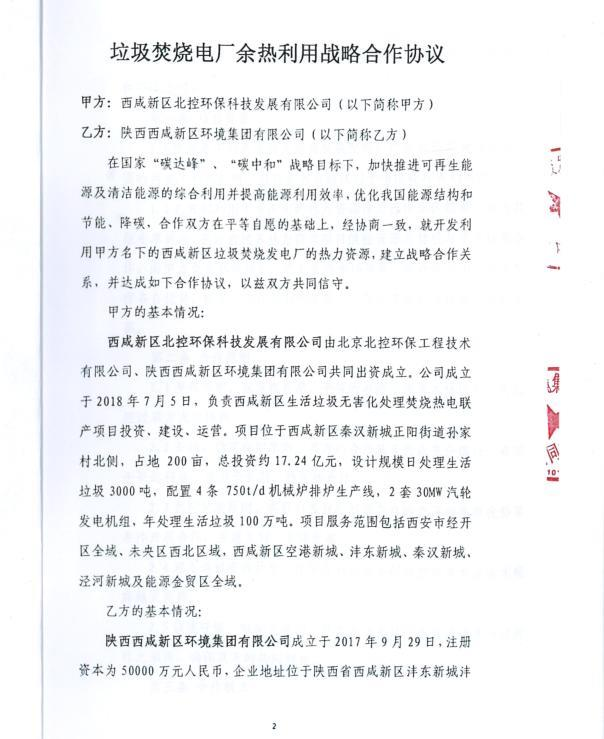 垃圾焚烧电厂余热利用战略合作协议
甲方：西咸新区北控环保科技发展有限公司（以下简称甲方）
乙方：陕西西咸新区环境集团有限公司（以下简称乙方）
在国家“碳达峰”、“碳中和”战略目标下，加快推进可再生能
源及清洁能源的综合利用并提高能源利用效率，优化我国能源结构和
节能、降碳，合作双方在平等自愿的基础上，经协商一致，就开发利
用甲方名下的西咸新区垃圾焚烧发电厂的热力资源，建立战略合作关
系，并达成如下合作协议，以兹双方共同信守。
甲方的基本情况：
西咸新区北控环保科技发展有限公司由北京北控环保工程技术
有限公司、陕西西咸新区环境集团有限公司共同出资成立。公司成立
于2018年7月5日，负责西咸新区生活垃圾无害化处理焚烧热电联
产项目投资、建设、运营。项目位于西咸新区秦汉新城正阳街道孙家
村北侧，占地 200 亩，总投资约 17.24 亿元，设计规模日处理生活
垃圾 3000 吨，配置 4 条 750t/d 机械炉排炉生产线，2 套 30MW 汽轮
发电机组，年处理生活垃圾 100 万吨。项目服务范围包括西安市经开
区全域、未央区西北区域，西咸新区空港新城、沣东新城、秦汉新城、
泾河新城及能源金贸区全域。
乙方的基本情况：
陕西西咸新区环境集团有限公司成立于 2017 年 9 月 29 日，注册
资本为 50000 万元人民币，企业地址位于陕西省西咸新区沣东新城沣
集
同
10
2